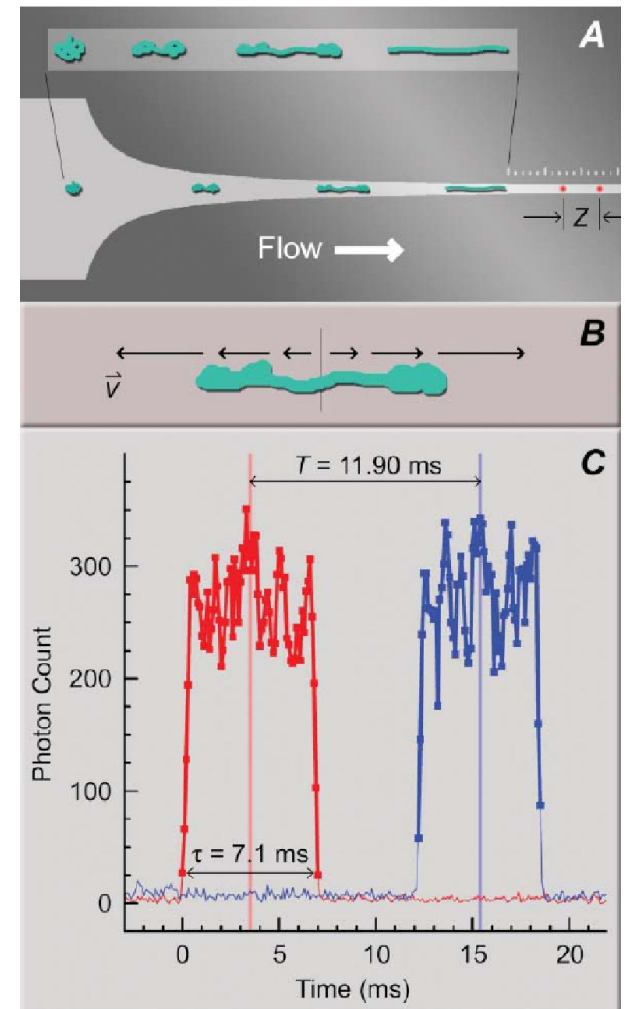 A
Z
Flow
B
v
C
T = 11.90 ms
300
200
100
0
Photon Count
τ = 7.1 ms
0 5 10 15 20
Time (ms)